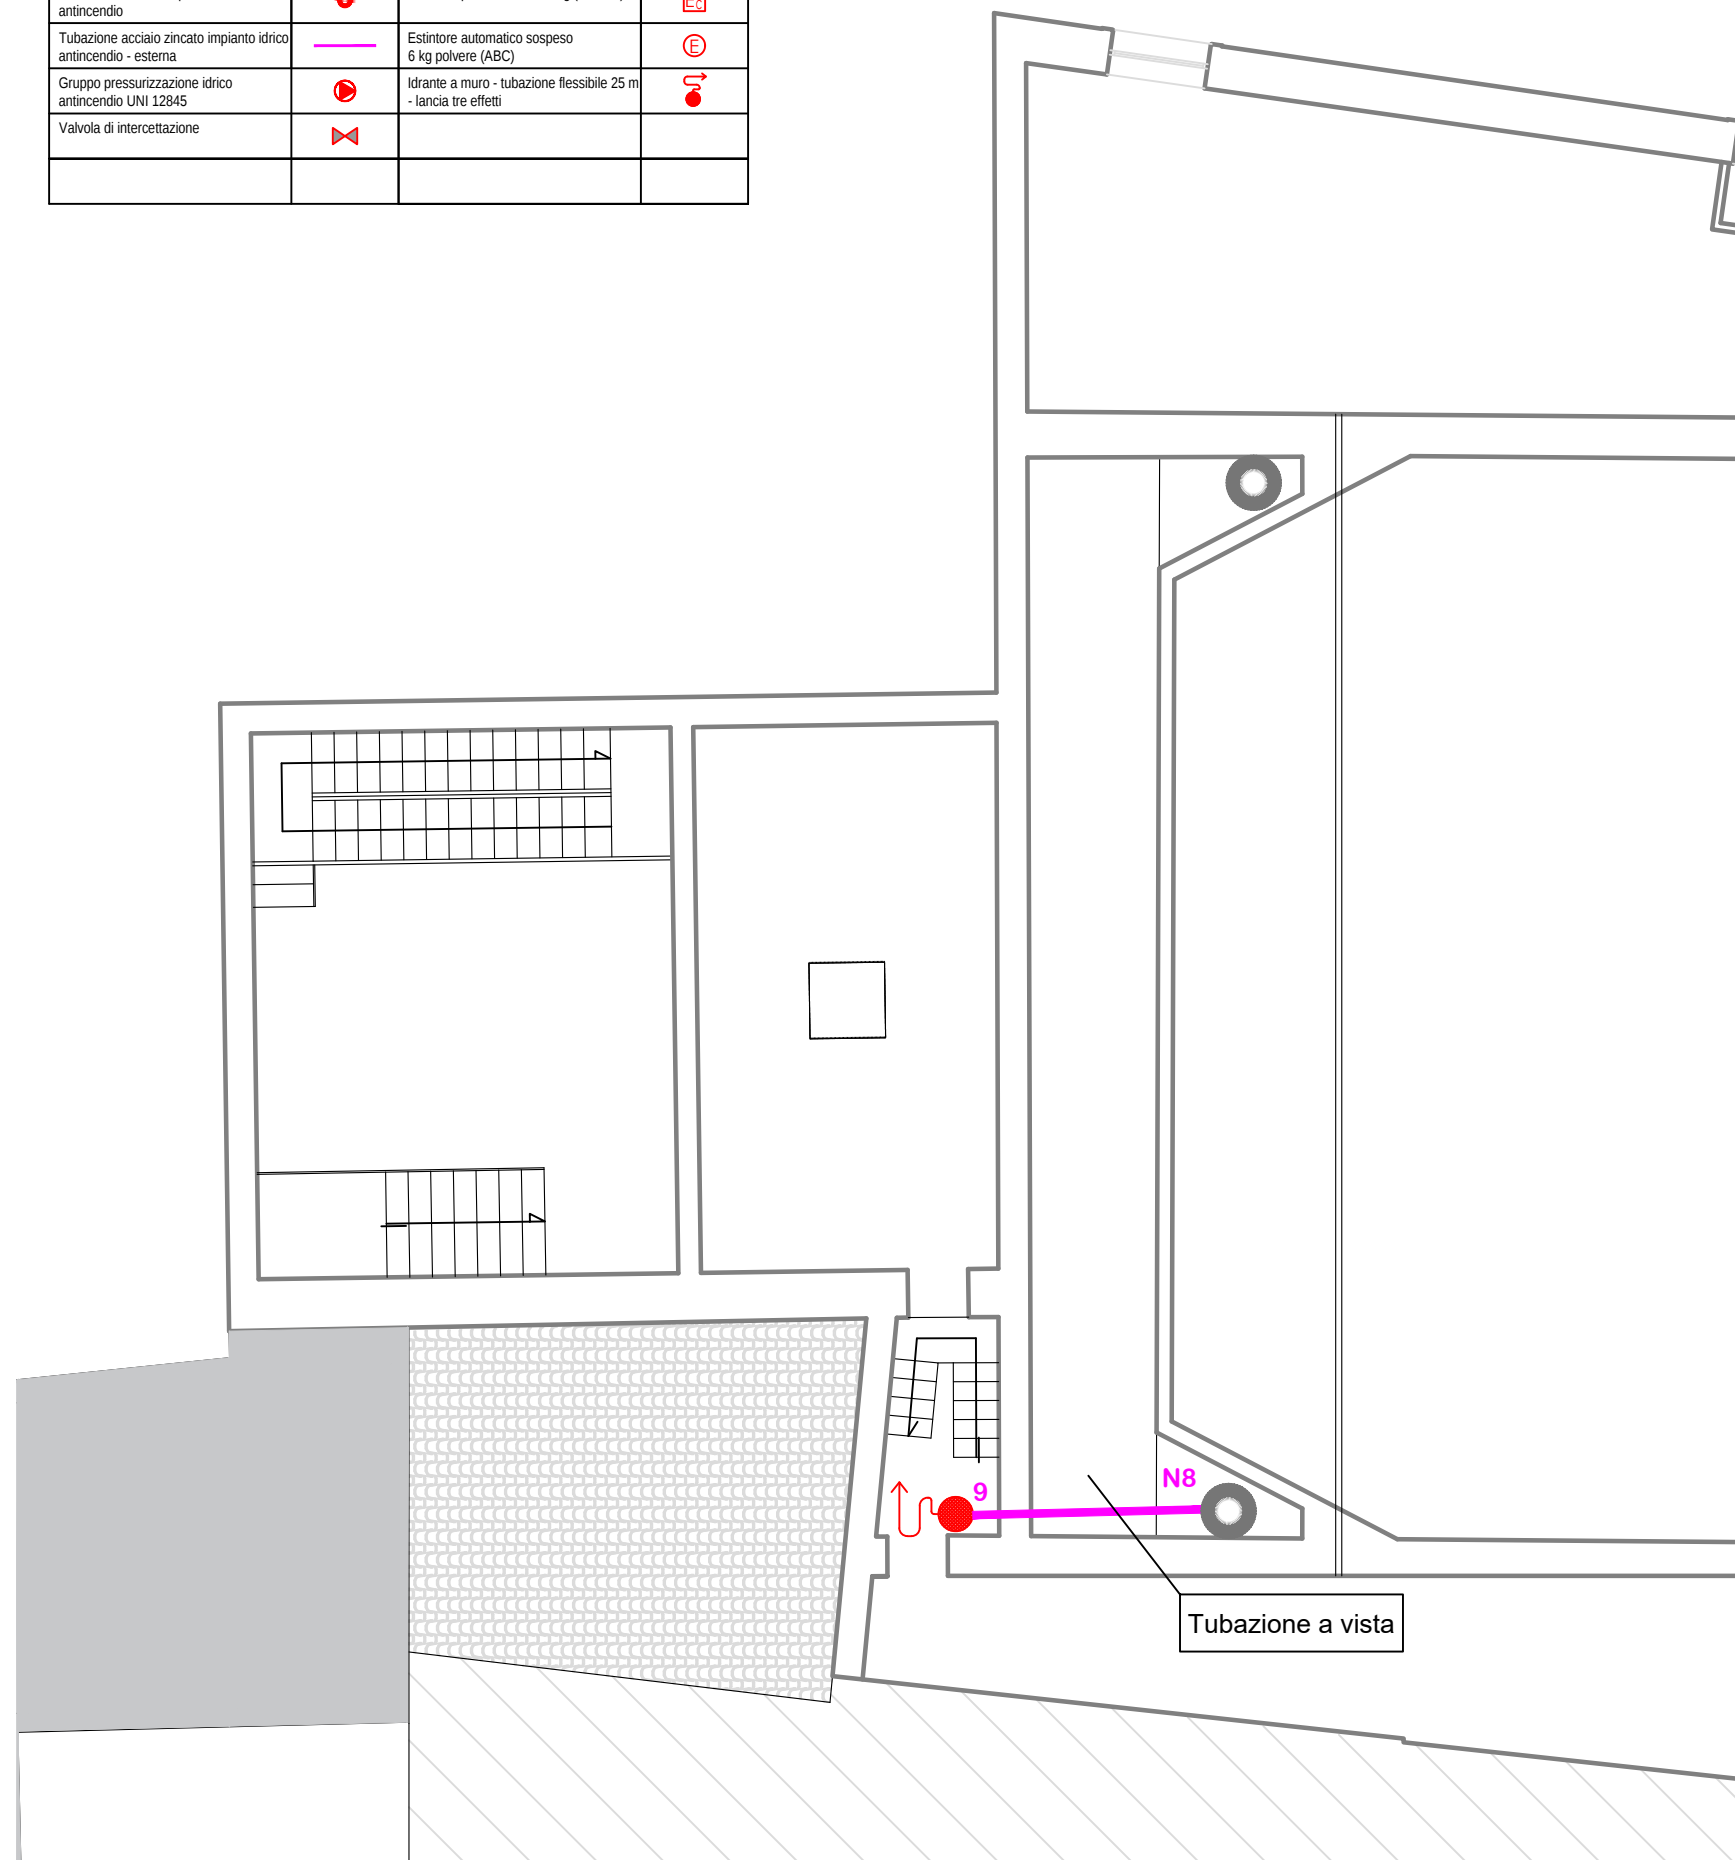 antincendio
Tubazione acciaio zincato impianto idrico
antincendio - esterna
Estintore automatico sospeso
6 kg polvere (ABC)
E
Gruppo pressurizzazione idrico
antincendio UNI 12845
Idrante a muro - tubazione flessibile 25 m
- lancia tre effetti
Valvola di intercettazione
N8
9
Tubazione a vista